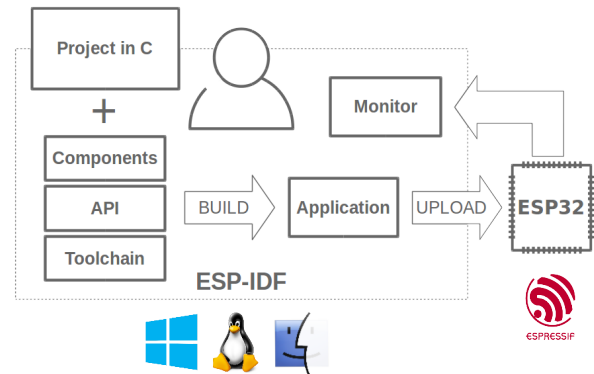 Project in C
+
Monitor
Components
API
Toolchain
BUILD
Application
UPLOAD
ESP32
ESP-IDF
ESPRESSIF